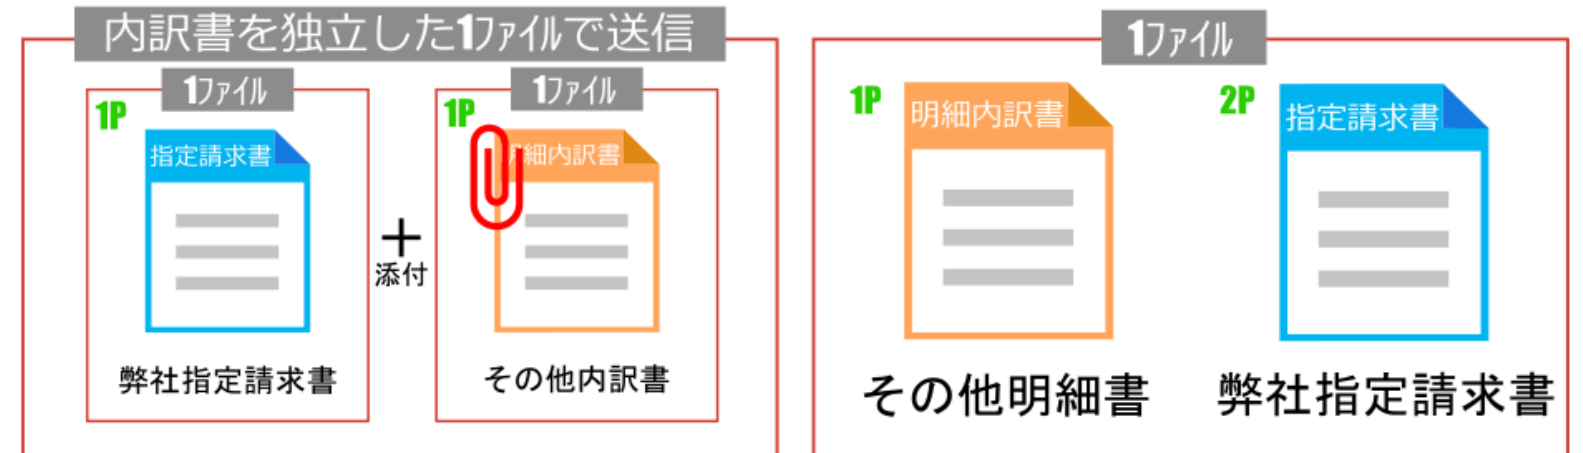 内訳書を独立した1ファイルで送信
1ファイル
1P
指定請求書
弊社指定請求書
＋
添付
1ファイル
1P
細内訳書
その他内訳書
1ファイル
1P
明細内訳書
その他明細書
2P
指定請求書
弊社指定請求書